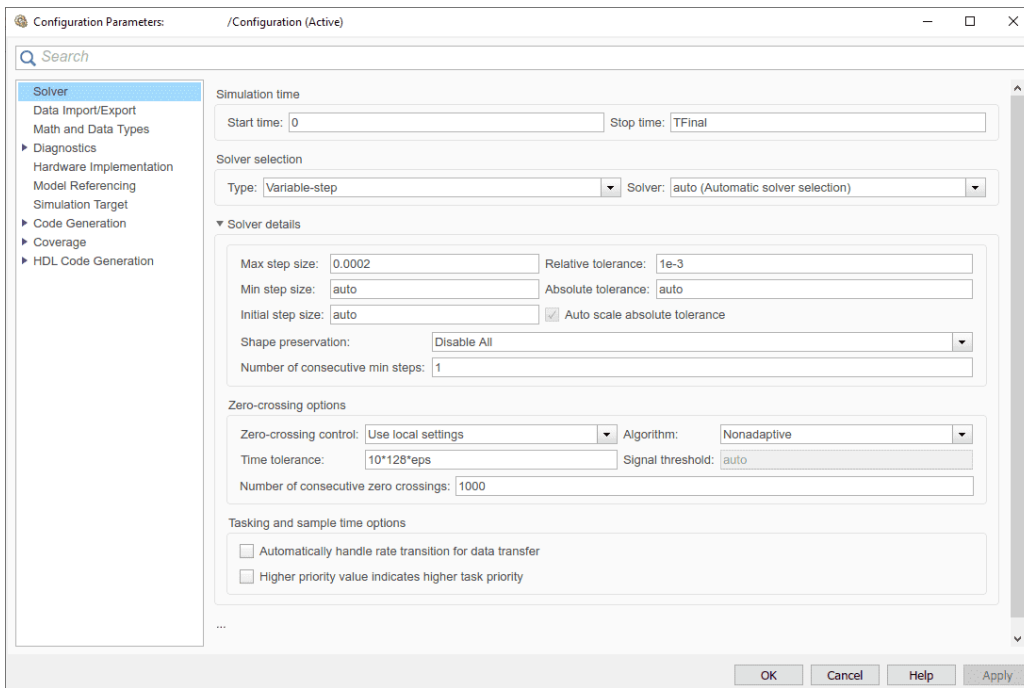 Configuration Parameters: /Configuration (Active)
Search
Solver
Data Import/Export
Math and Data Types
Diagnostics
Hardware Implementation
Model Referencing
Simulation Target
Code Generation
Coverage
HDL Code Generation
Simulation time
Start time: 0 Stop time: TFinal
Solver selection
Type: Variable-step Solver: auto (Automatic solver selection)
Solver details
Max step size: 0.0002 Relative tolerance: 1e-3
Min step size: auto Absolute tolerance: auto
Initial step size: auto Auto scale absolute tolerance
Shape preservation: Disable All
Number of consecutive min steps: 1
Zero-crossing options
Zero-crossing control: Use local settings Algorithm: Nonadaptive
Time tolerance: 10*128*eps Signal threshold: auto
Number of consecutive zero crossings: 1000
Tasking and sample time options
Automatically handle rate transition for data transfer
Higher priority value indicates higher task priority
...
OK Cancel Help Apply